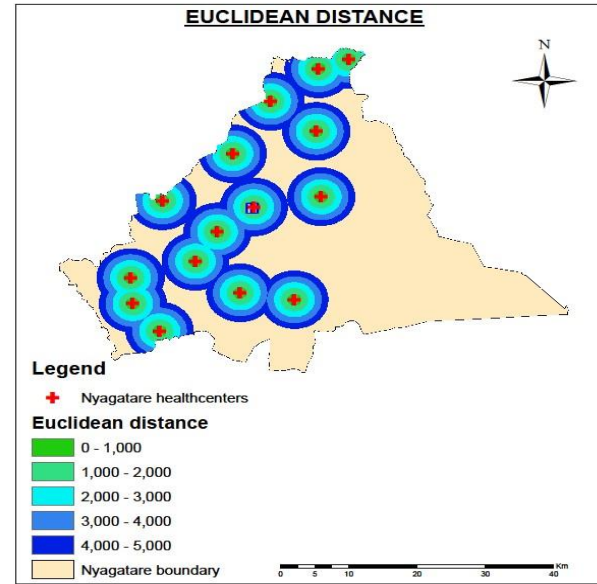 EUCLIDEAN DISTANCE
N
Legend
Nyagatare healthcenters
Euclidean distance
0 - 1,000
1,000 - 2,000
2,000 - 3,000
3,000 - 4,000
4,000 - 5,000
Nyagatare boundary
Km
0 5 10 20 30 40